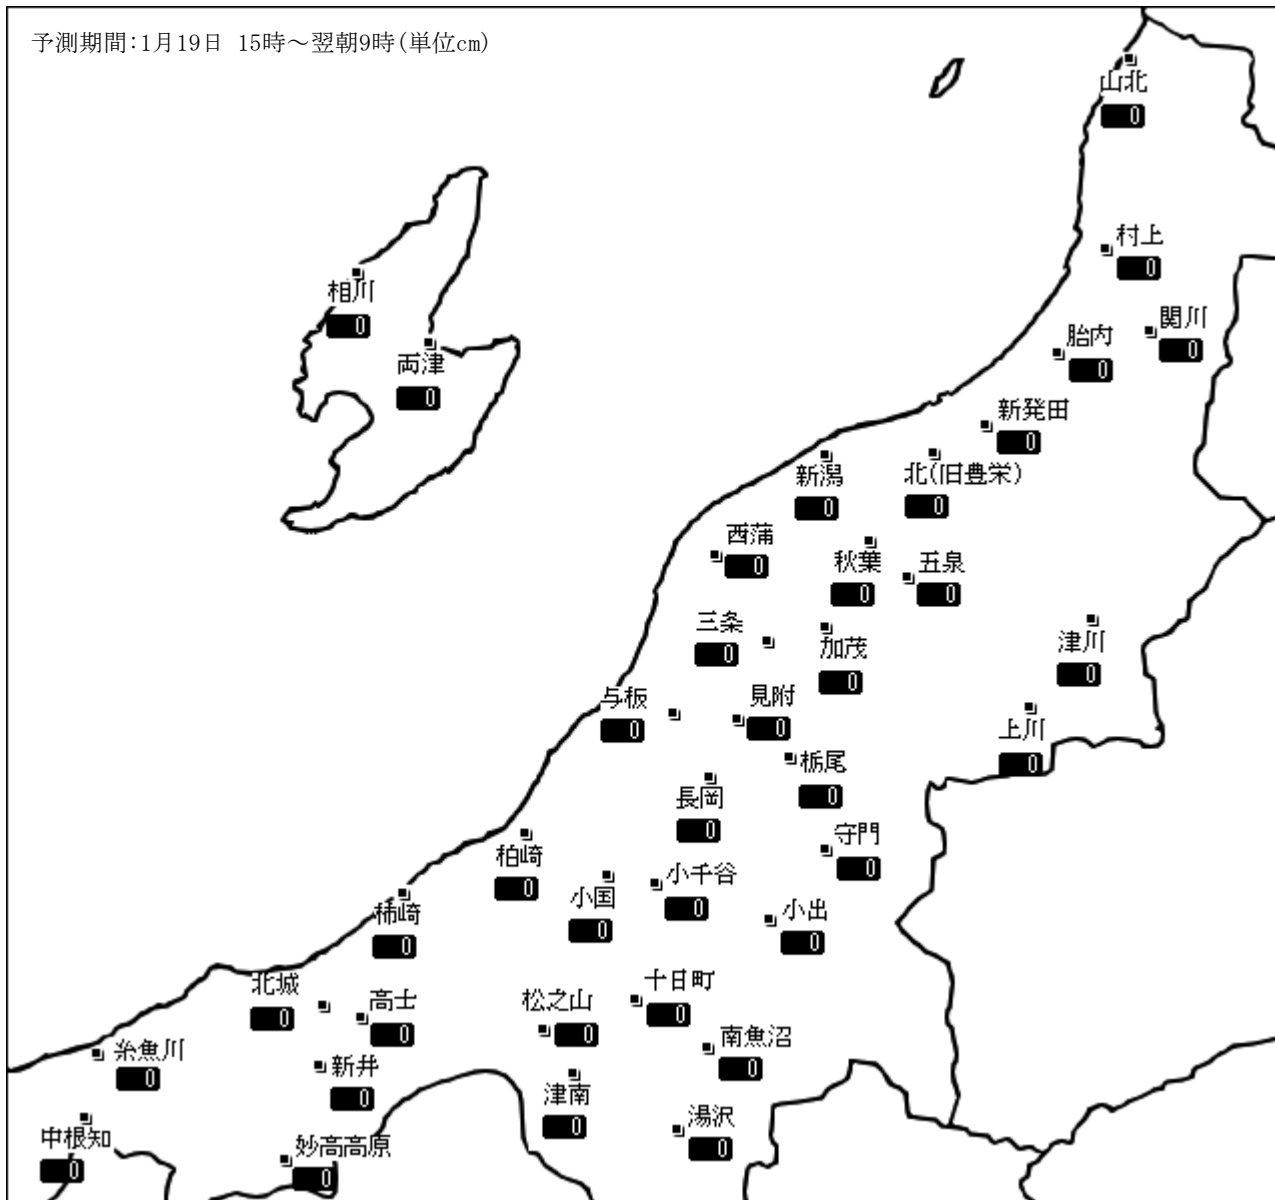 予測期間:1月19日 15時～翌朝9時(単位cm)
山北
0
村上
0
相川
0
関川
0
胎内
0
両津
0
新発田
0
新潟
0
北(旧豊栄)
0
西蒲
0
秋葉
0
五泉
0
三条
0
加茂
0
津川
0
与板
0
見附
0
上川
0
栃尾
0
長岡
0
守門
0
柏崎
0
小千谷
0
小国
0
小出
0
柿崎
0
北城
0
高士
0
松之山
0
十日町
0
南魚沼
0
糸魚川
0
新井
0
津南
0
湯沢
0
中根知
0
妙高高原
0